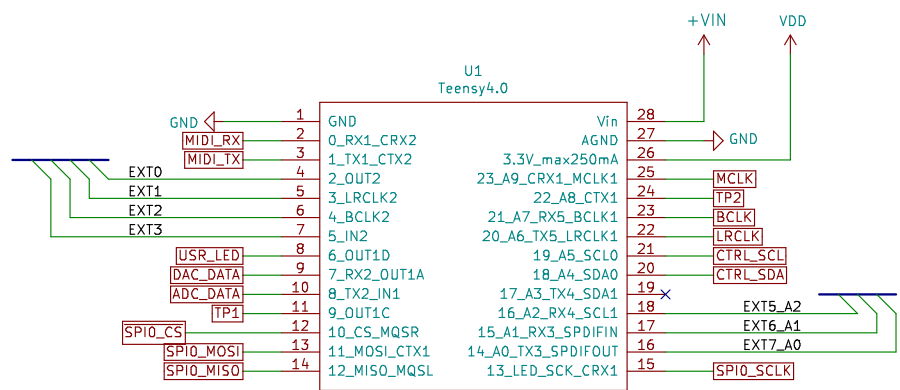 +VIN VDD
U1
Teensy4.0
GND 1 GND Vin 28
MIDI_RX 2 0_RX1_CRX2 AGND 27 GND
MIDI_TX 3 1_TX1_CTX2 3.3V_max250mA 26
EXT0 4 2_OUT2 23_A9_CRX1_MCLK1 25 MCLK
EXT1 5 3_LRCLK2 22_A8_CTX1 24 TP2
EXT2 6 4_BCLK2 21_A7_RX5_BCLK1 23 BCLK
EXT3 7 5_IN2 20_A6_TX5_LRCLK1 22 LRCLK
USR_LED 8 6_OUT1D 19_A5_SCL0 21 CTRL_SCL
DAC_DATA 9 7_RX2_OUT1A 18_A4_SDA0 20 CTRL_SDA
ADC_DATA 10 8_TX2_IN1 17_A3_TX4_SDA1 19
TP1 11 9_OUT1C 16_A2_RX4_SCL1 18 EXT5_A2
SPI0_CS 12 10_CS_MQSR 15_A1_RX3_SPDIFIN 17 EXT6_A1
SPI0_MOSI 13 11_MOSI_CTX1 14_A0_TX3_SPDIFOUT 16 EXT7_A0
SPI0_MISO 14 12_MISO_MQSL 13_LED_SCK_CRX1 15 SPI0_SCLK